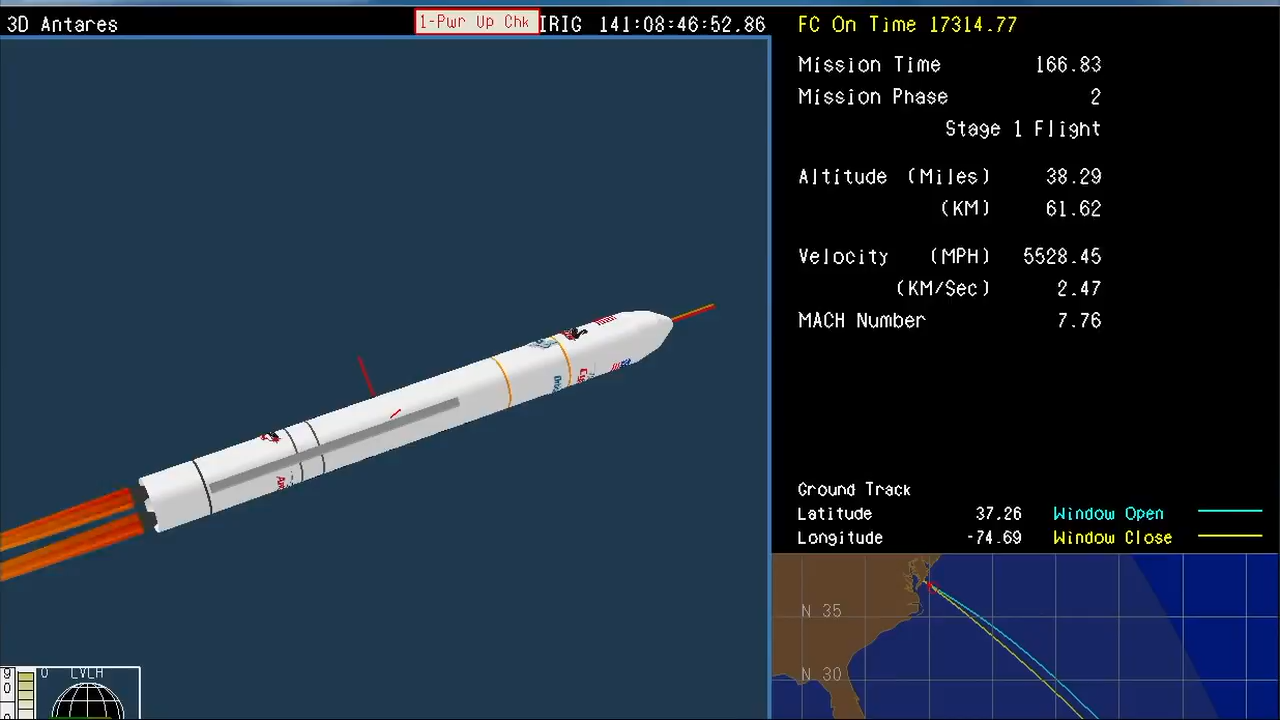 3D Antares
1-Pwr Up Chk
IRIG 141:08:46:52.86
FC On Time 17314.77
Mission Time 166.83
Mission Phase 2
Stage 1 Flight
Altitude (Miles) 38.29
(KM) 61.62
Velocity (MPH) 5528.45
(KM/Sec) 2.47
MACH Number 7.76
Ground Track
Latitude 37.26 Window Open
Longitude -74.69 Window Close
N 35
N 30
9
0
0 LVLH